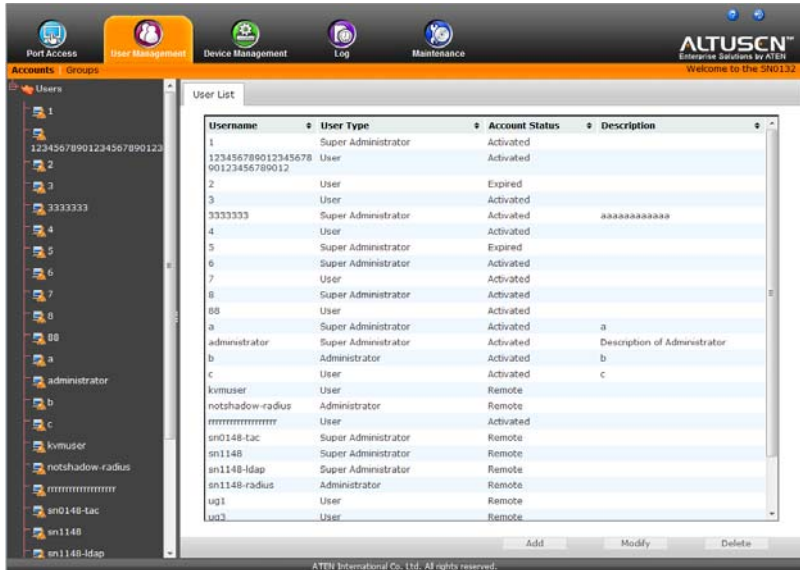 Port Access
User Management
Device Management
Log
Maintenance
ALTUSEN™
Enterprise Solutions by ATEN
Accounts Groups
Welcome to the SN0132
Users
1
12345678901234567890123
2
3
3333333
4
5
6
7
8
88
a
administrator
b
c
kvmuser
notshadow-radius
sn0148-tac
sn1148
sn1148-ldap
User List
Username User Type Account Status Description
1 Super Administrator Activated
123456789012345678 User Activated
90123456789012
2 User Expired
3 User Activated
3333333 Super Administrator Activated aaaaaaaaaaaa
4 User Activated
5 Super Administrator Expired
6 Super Administrator Activated
7 User Activated
8 Super Administrator Activated
88 User Activated
a Super Administrator Activated a
administrator Super Administrator Activated Description of Administrator
b Administrator Activated b
c User Activated c
kvmuser User Remote
notshadow-radius Administrator Remote
User Activated
sn0148-tac Super Administrator Remote
sn1148 Super Administrator Remote
sn1148-ldap Super Administrator Remote
sn1148-radius Administrator Remote
ug1 User Remote
ug3 User Remote
Add Modify Delete
ATEN International Co. Ltd. All rights reserved.